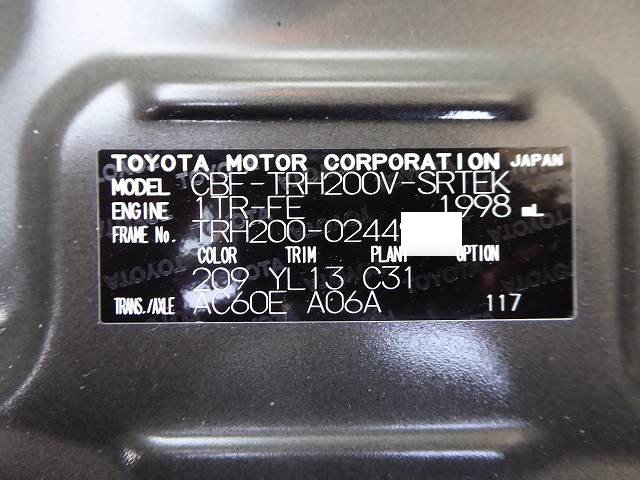 TOYOTA MOTOR CORPORATION JAPAN
MODEL CBF-TRH200V-SRTEK
ENGINE 1TR-FE 1998 mL
FRAME No. TRH200-0244
COLOR TRIM PLANT OPTION
209 YL13 C31
TRANS./AXLE AC60E A06A 117